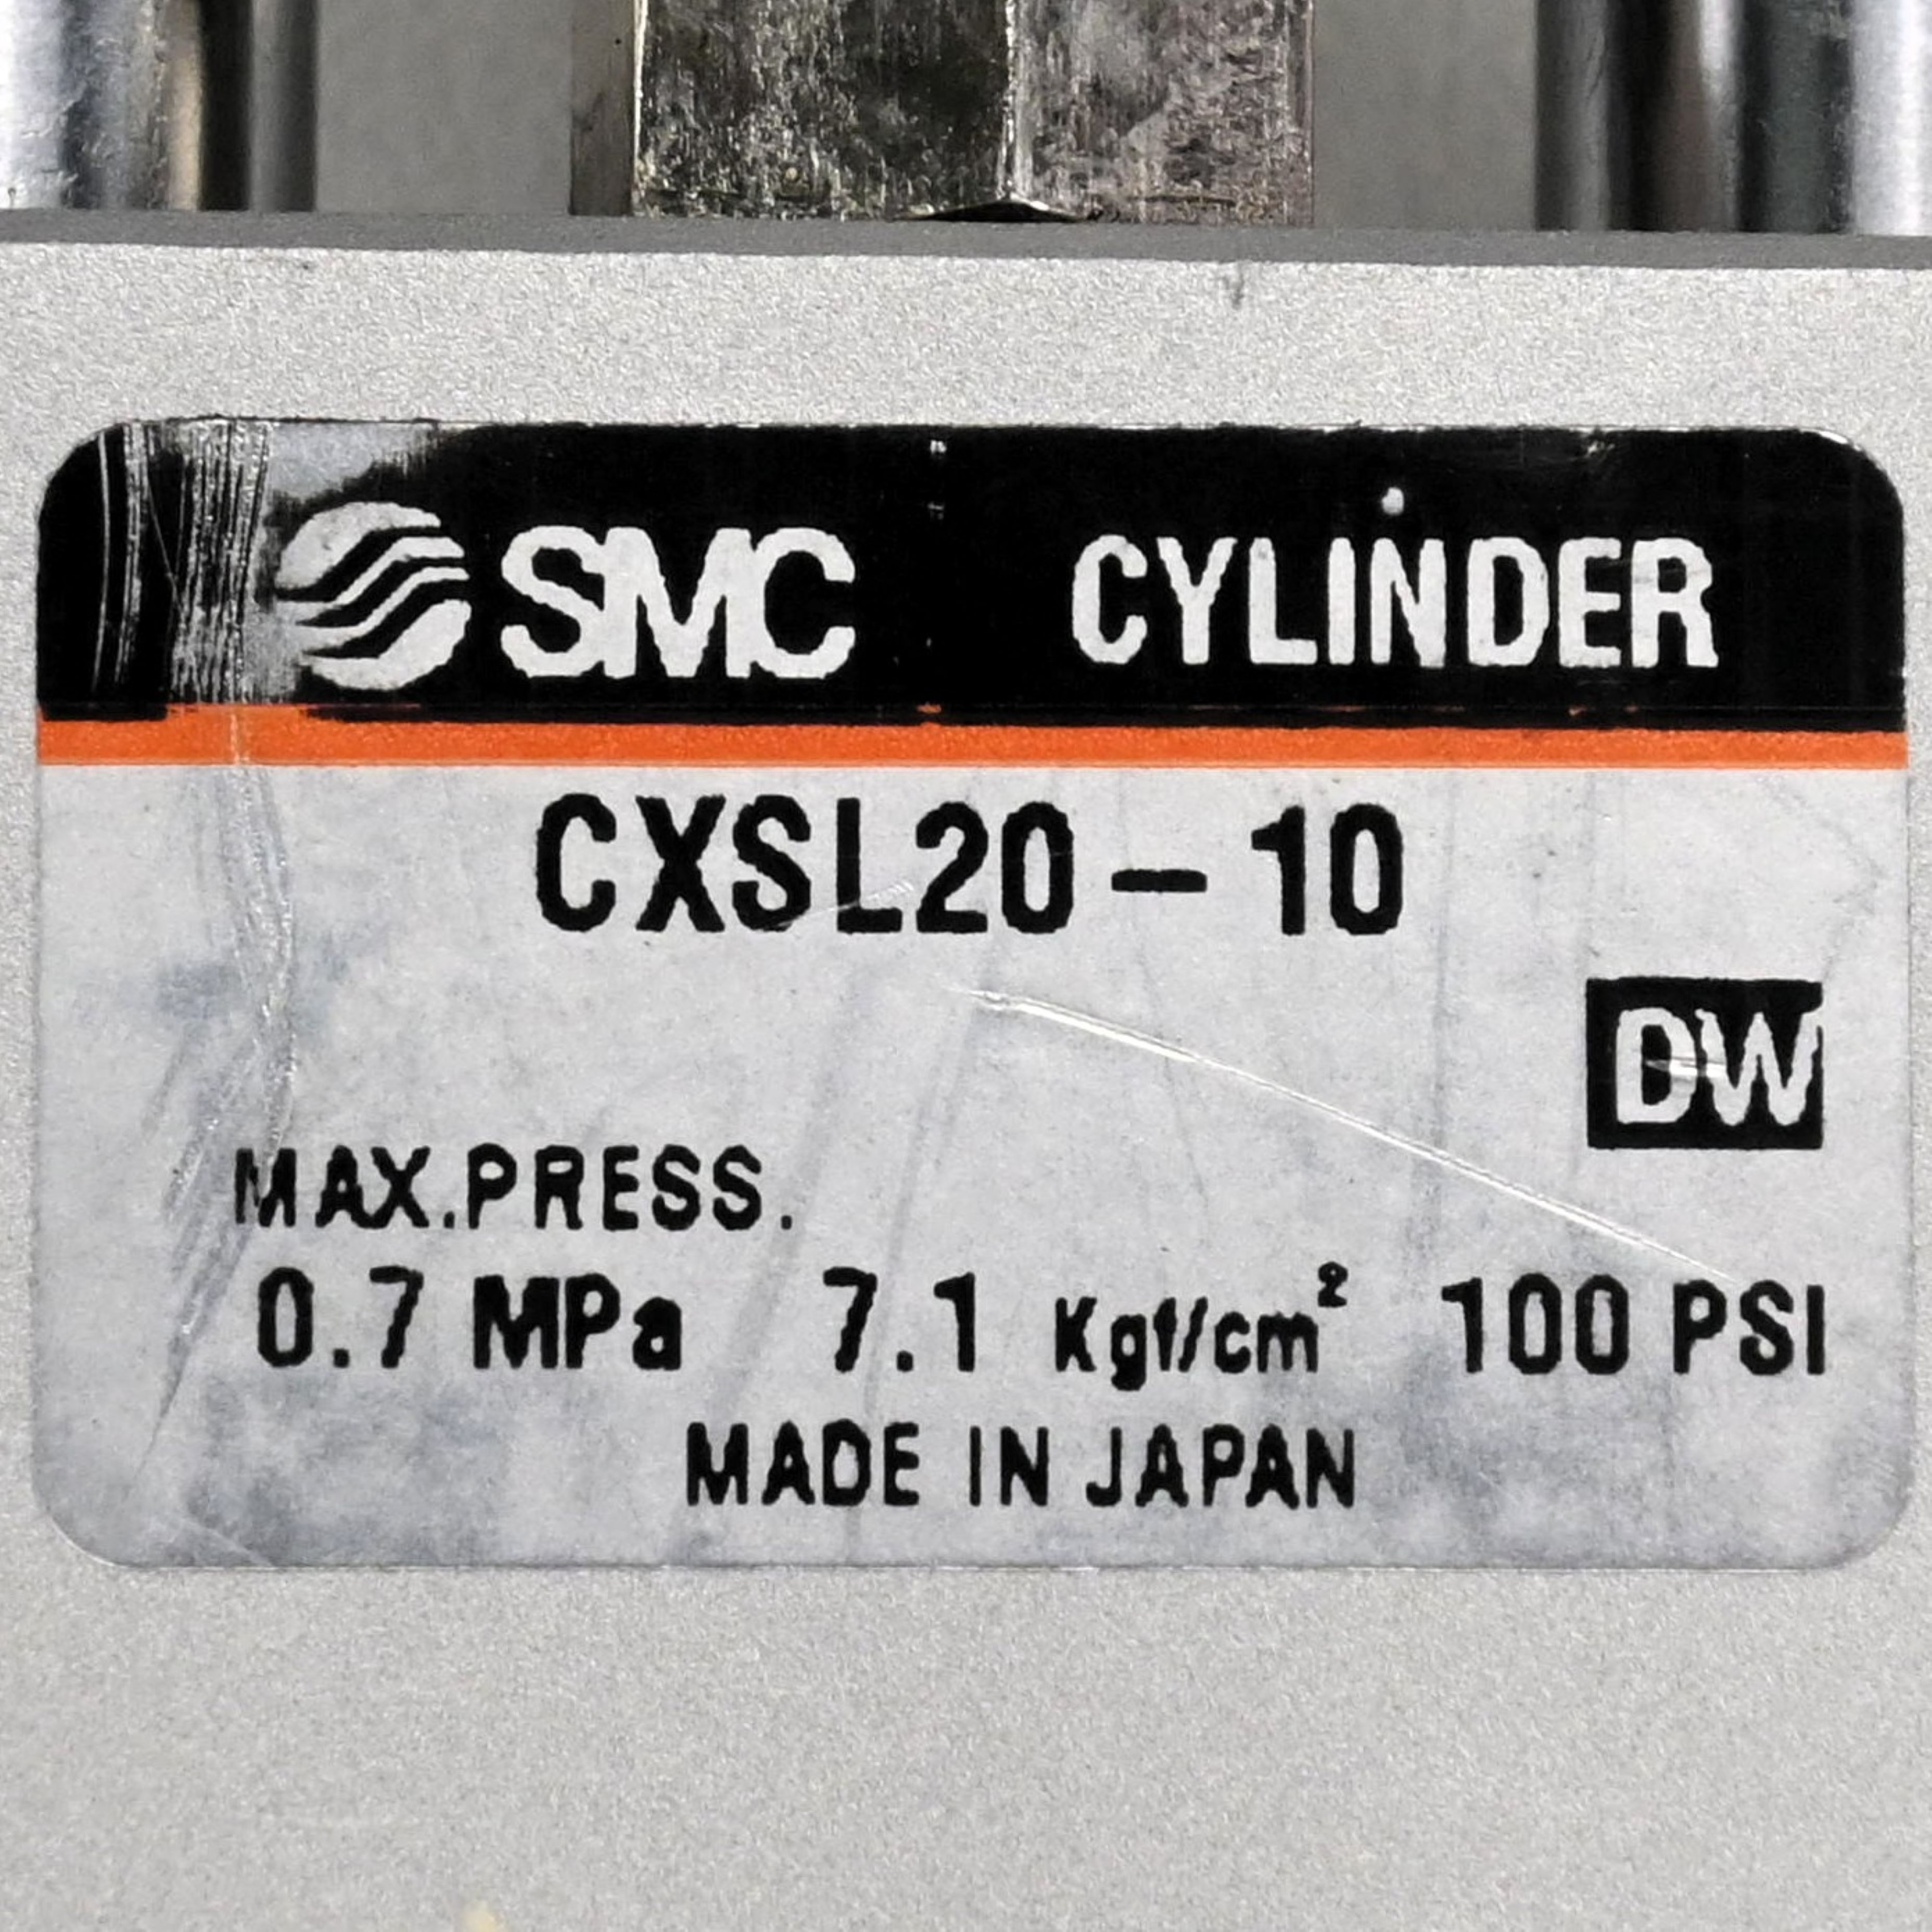 SMC CYLINDER
CXSL20-10
DW
MAX.PRESS.
0.7 MPa 7.1 Kgf/cm² 100 PSI
MADE IN JAPAN